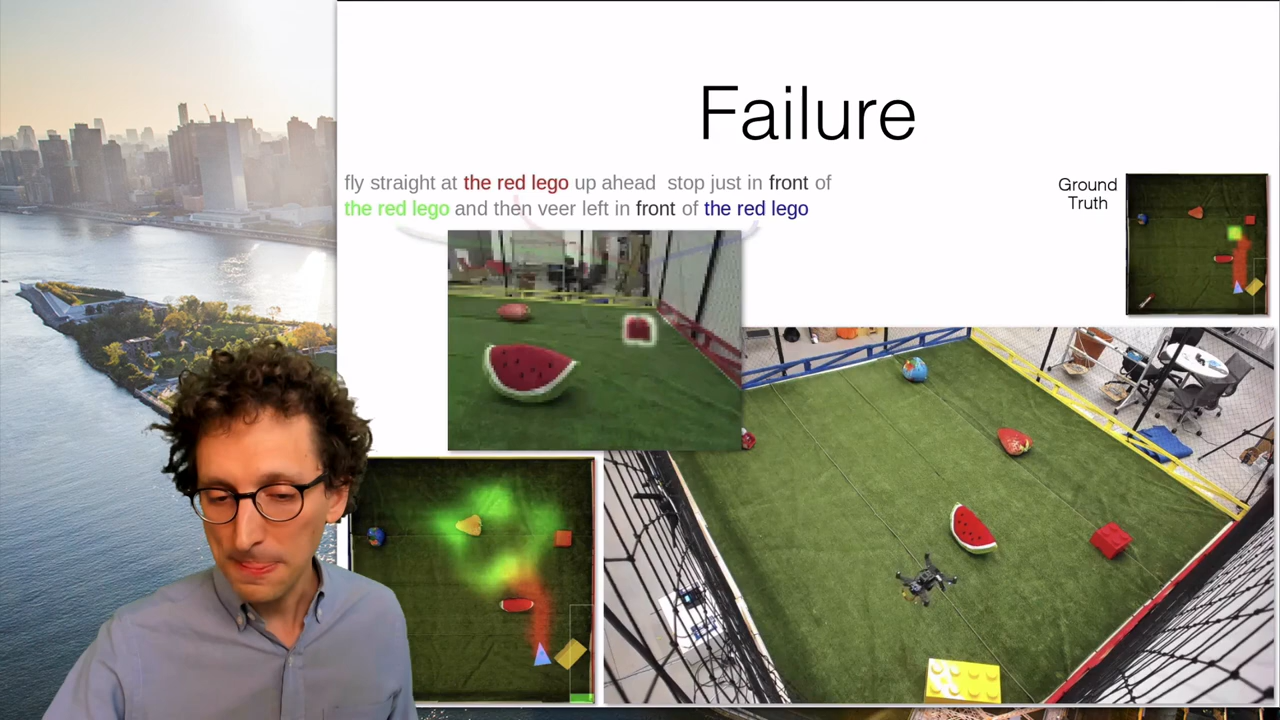 Failure
fly straight at the red lego up ahead stop just in front of
the red lego and then veer left in front of the red lego
Ground
Truth